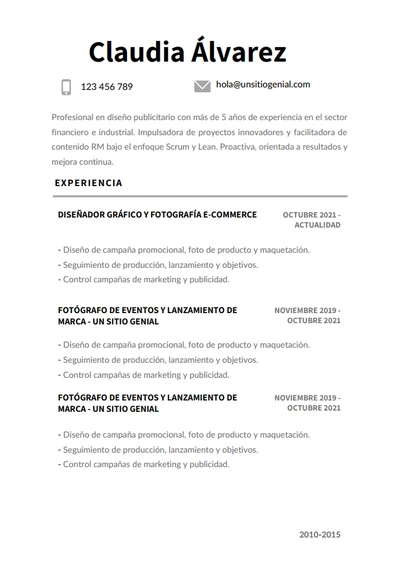 Claudia Álvarez
123 456 789
hola@unsitiogenial.com
Profesional en diseño publicitario con más de 5 años de experiencia en el sector
financiero e industrial. Impulsadora de proyectos innovadores y facilitadora de
contenido RM bajo el enfoque Scrum y Lean. Proactiva, orientada a resultados y
mejora continua.
EXPERIENCIA
DISEÑADOR GRÁFICO Y FOTOGRAFÍA E-COMMERCE
OCTUBRE 2021 -
ACTUALIDAD
- Diseño de campaña promocional, foto de producto y maquetación.
- Seguimiento de producción, lanzamiento y objetivos.
- Control campañas de marketing y publicidad.
FOTÓGRAFO DE EVENTOS Y LANZAMIENTO DE
MARCA - UN SITIO GENIAL
NOVIEMBRE 2019 -
OCTUBRE 2021
- Diseño de campaña promocional, foto de producto y maquetación.
- Seguimiento de producción, lanzamiento y objetivos.
- Control campañas de marketing y publicidad.
FOTÓGRAFO DE EVENTOS Y LANZAMIENTO DE
MARCA - UN SITIO GENIAL
NOVIEMBRE 2019 -
OCTUBRE 2021
- Diseño de campaña promocional, foto de producto y maquetación.
- Seguimiento de producción, lanzamiento y objetivos.
- Control campañas de marketing y publicidad.
2010-2015